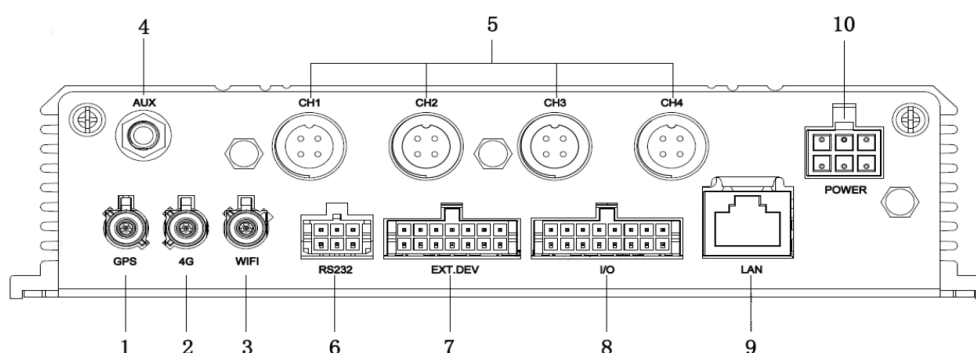 4 5 10
AUX CH1 CH2 CH3 CH4
POWER
GPS 4G WIFI RS232 EXT.DEV I/O LAN
1 2 3 6 7 8 9